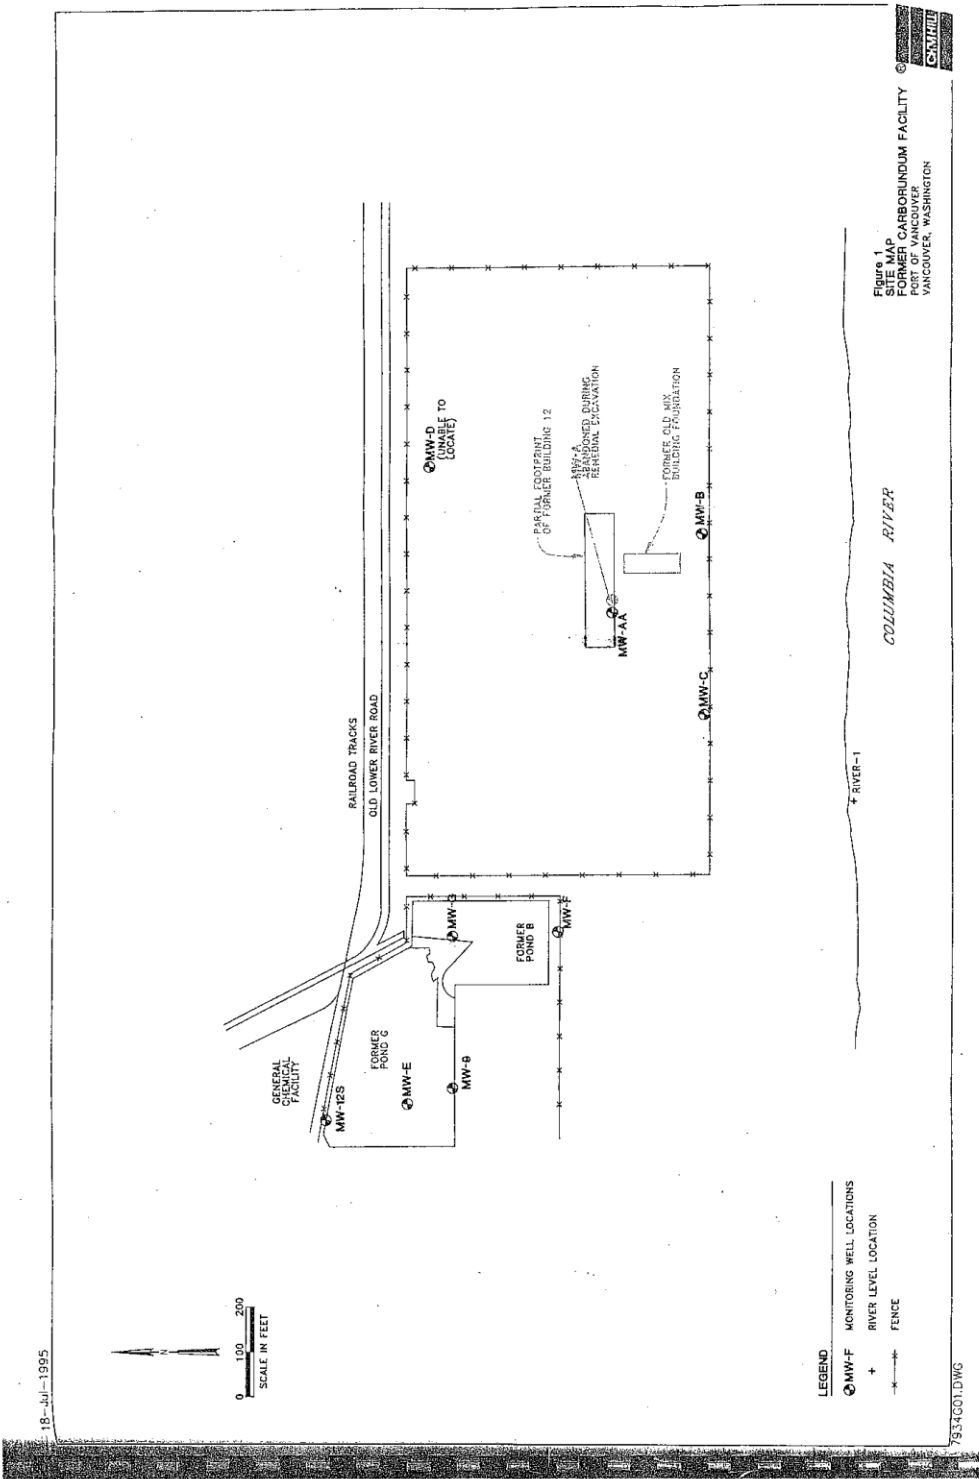 18-Jul-1995
RAILROAD TRACKS
OLD LOWER RIVER ROAD
GENERAL
CHEMICAL
FACILITY
MW-12S
FORMER
POND G
MW-E
MW-9
MW-G
FORMER
POND B
MW-F
MW-D
(UNABLE TO
LOCATE)
PARTIAL FOOTPRINT
OF FORMER BUILDING 12
MW-A
ABANDONED DURING
REMEDIAL EXCAVATION
FORMER OLD MIX
BUILDING FOUNDATION
MW-AA
MW-C
MW-B
+ RIVER-1
COLUMBIA RIVER
N
0 100 200
SCALE IN FEET
LEGEND
MW-F MONITORING WELL LOCATIONS
+ RIVER LEVEL LOCATION
FENCE
7934G01.DWG
Figure 1
SITE MAP
FORMER CARBORUNDUM FACILITY
PORT OF VANCOUVER
VANCOUVER, WASHINGTON
®
CH2MHILL